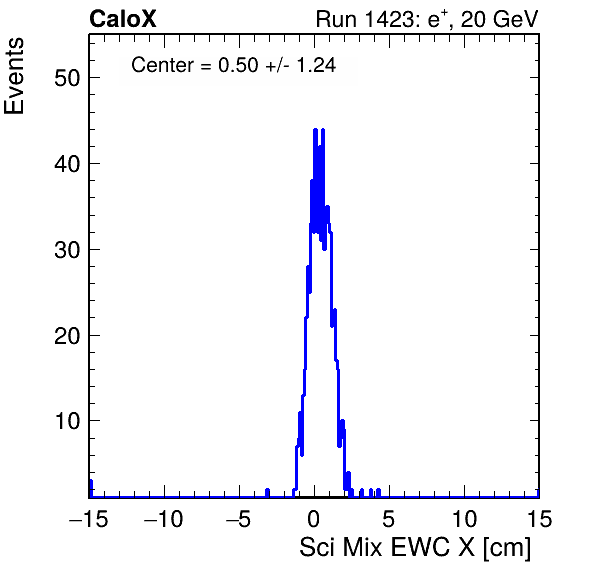 CaloX Run 1423: e⁺, 20 GeV
Events
Center = 0.50 +/- 1.24
50
40
30
20
10
−15 −10 −5 0 5 10 15
Sci Mix EWC X [cm]